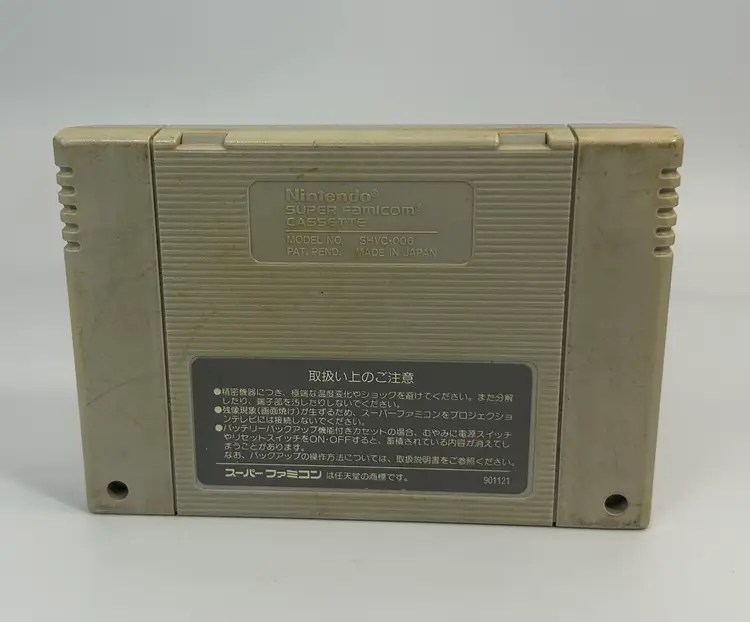 Nintendo®
SUPER Famicom®
CASSETTE
MODEL NO. SHVC-006
PAT. PEND. MADE IN JAPAN
取扱い上のご注意
●精密機器につき、極端な温度変化やショックを避けてください。また分解
したり、端子部を汚したりしないでください。
●残像現象(画面焼け)が生ずるため、スーパーファミコンをプロジェクショ
ンテレビには接続しないでください。
●バッテリーバックアップ機能付きカセットの場合、むやみに電源スイッチ
やリセットスイッチをON・OFFすると、蓄積されている内容が消えてし
まうことがあります。
なお、バックアップの操作方法については、取扱説明書をご参照ください。
スーパーファミコン は任天堂の商標です。 901121